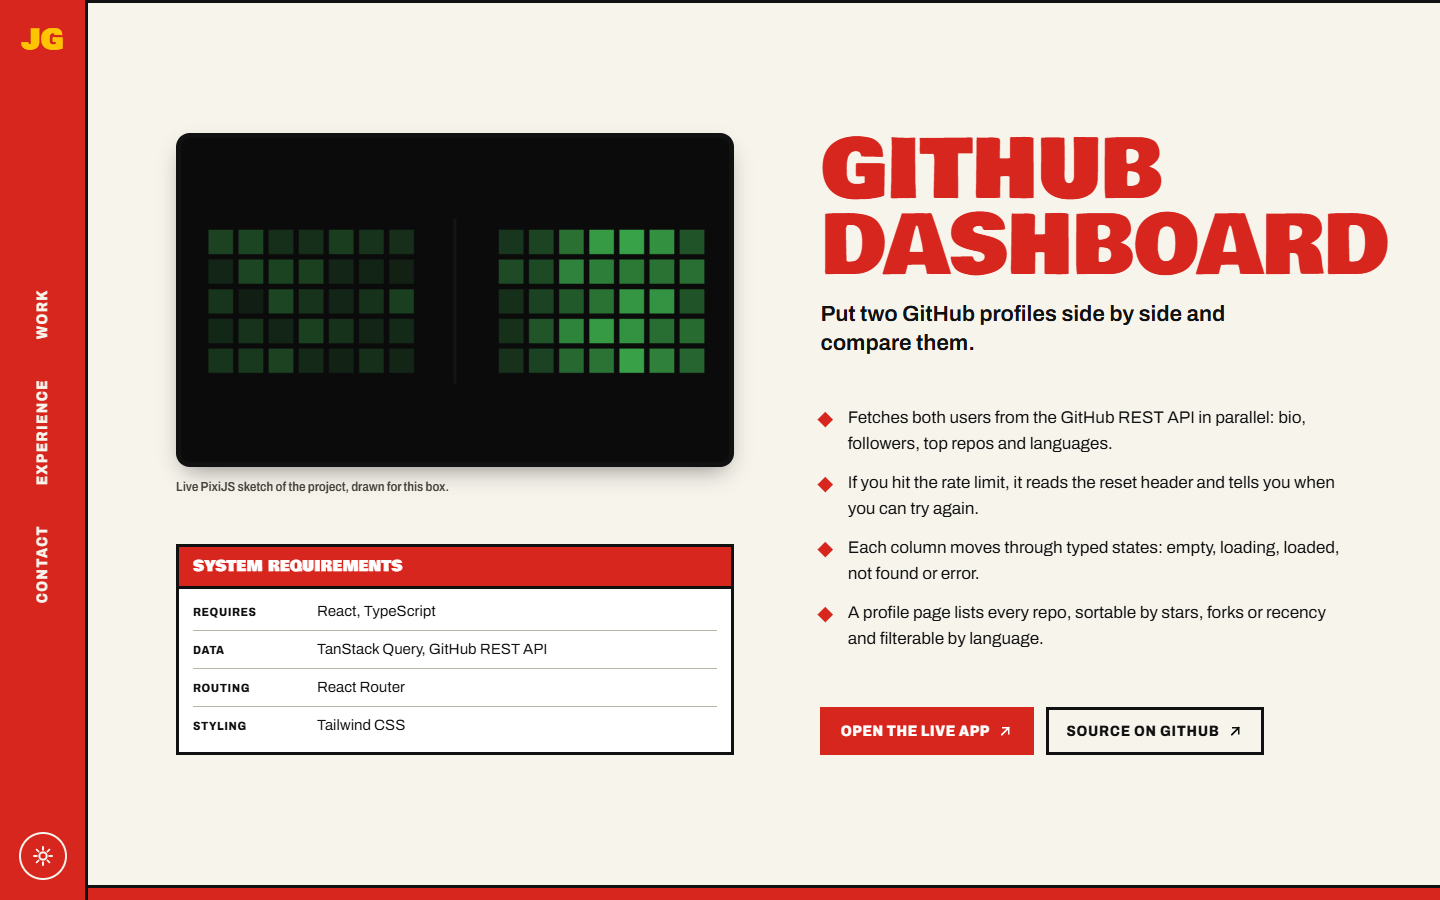 JG
WORK
EXPERIENCE
CONTACT
Live PixiJS sketch of the project, drawn for this box.
SYSTEM REQUIREMENTS
REQUIRES React, TypeScript
DATA TanStack Query, GitHub REST API
ROUTING React Router
STYLING Tailwind CSS
GITHUB
DASHBOARD
Put two GitHub profiles side by side and
compare them.
Fetches both users from the GitHub REST API in parallel: bio,
followers, top repos and languages.
If you hit the rate limit, it reads the reset header and tells you when
you can try again.
Each column moves through typed states: empty, loading, loaded,
not found or error.
A profile page lists every repo, sortable by stars, forks or recency
and filterable by language.
OPEN THE LIVE APP
SOURCE ON GITHUB